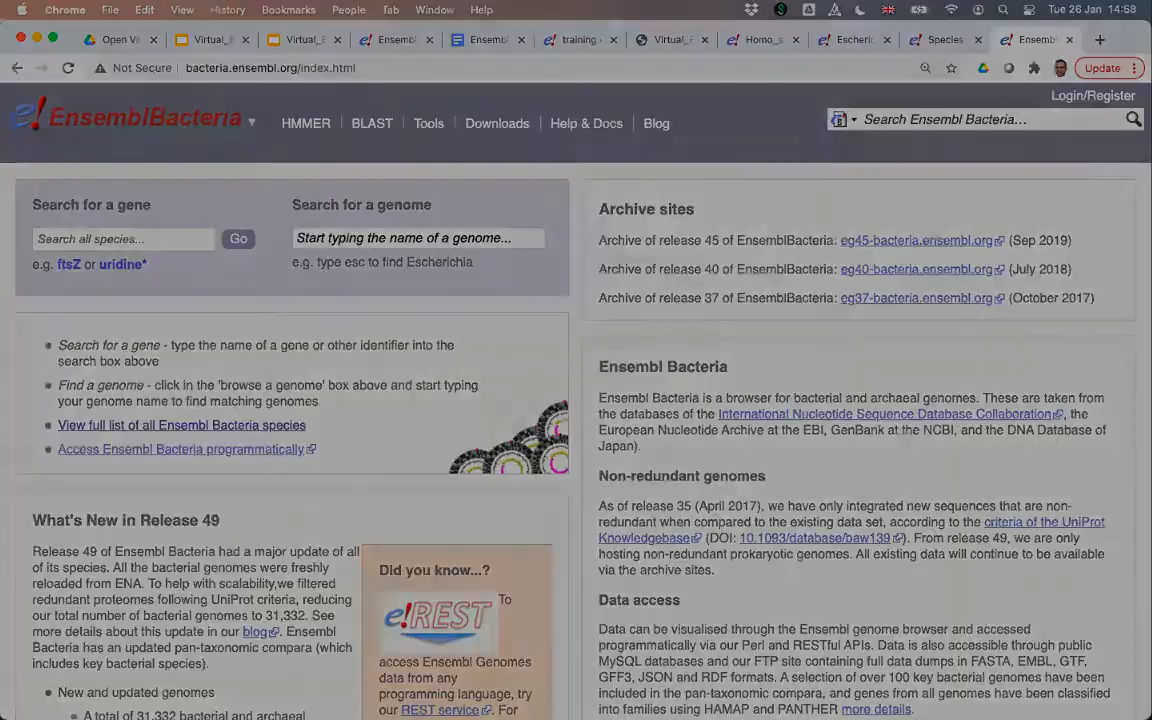 Chrome File Edit View History Bookmarks People Tab Window Help Tue 26 Jan 14:58
Open Vi Virtual_E Virtual_E Ensembl Ensembl training. Virtual_F Homo_s Escheric Species Ensembl
Not Secure bacteria.ensembl.org/index.html Update
Login/Register
e!EnsemblBacteria HMMER BLAST Tools Downloads Help & Docs Blog Search Ensembl Bacteria...
Search for a gene
Search all species... Go
e.g. ftsZ or uridine*
Search for a genome
Start typing the name of a genome...
e.g. type esc to find Escherichia
Search for a gene - type the name of a gene or other identifier into the
search box above
Find a genome - click in the 'browse a genome' box above and start typing
your genome name to find matching genomes
View full list of all Ensembl Bacteria species
Access Ensembl Bacteria programmatically
What's New in Release 49
Release 49 of Ensembl Bacteria had a major update of all
of its species. All the bacterial genomes were freshly
reloaded from ENA. To help with scalability,we filtered
redundant proteomes following UniProt criteria, reducing
our total number of bacterial genomes to 31,332. See
more details about this update in our blog. Ensembl
Bacteria has an updated pan-taxonomic compara (which
includes key bacterial species).
New and updated genomes
A total of 31,332 bacterial and archaeal
Did you know...?
e!REST To
access Ensembl Genomes
data from any
programming language, try
our REST service. For
Archive sites
Archive of release 45 of EnsemblBacteria: eg45-bacteria.ensembl.org (Sep 2019)
Archive of release 40 of EnsemblBacteria: eg40-bacteria.ensembl.org (July 2018)
Archive of release 37 of EnsemblBacteria: eg37-bacteria.ensembl.org (October 2017)
Ensembl Bacteria
Ensembl Bacteria is a browser for bacterial and archaeal genomes. These are taken from
the databases of the International Nucleotide Sequence Database Collaboration, the
European Nucleotide Archive at the EBI, GenBank at the NCBI, and the DNA Database of
Japan).
Non-redundant genomes
As of release 35 (April 2017), we have only integrated new sequences that are non-
redundant when compared to the existing data set, according to the criteria of the UniProt
Knowledgebase (DOI: 10.1093/database/baw139). From release 49, we are only
hosting non-redundant prokaryotic genomes. All existing data will continue to be available
via the archive sites.
Data access
Data can be visualised through the Ensembl genome browser and accessed
programmatically via our Perl and RESTful APIs. Data is also accessible through public
MySQL databases and our FTP site containing full data dumps in FASTA, EMBL, GTF,
GFF3, JSON and RDF formats. A selection of over 100 key bacterial genomes have been
included in the pan-taxonomic compara, and genes from all genomes have been classified
into families using HAMAP and PANTHER more details.